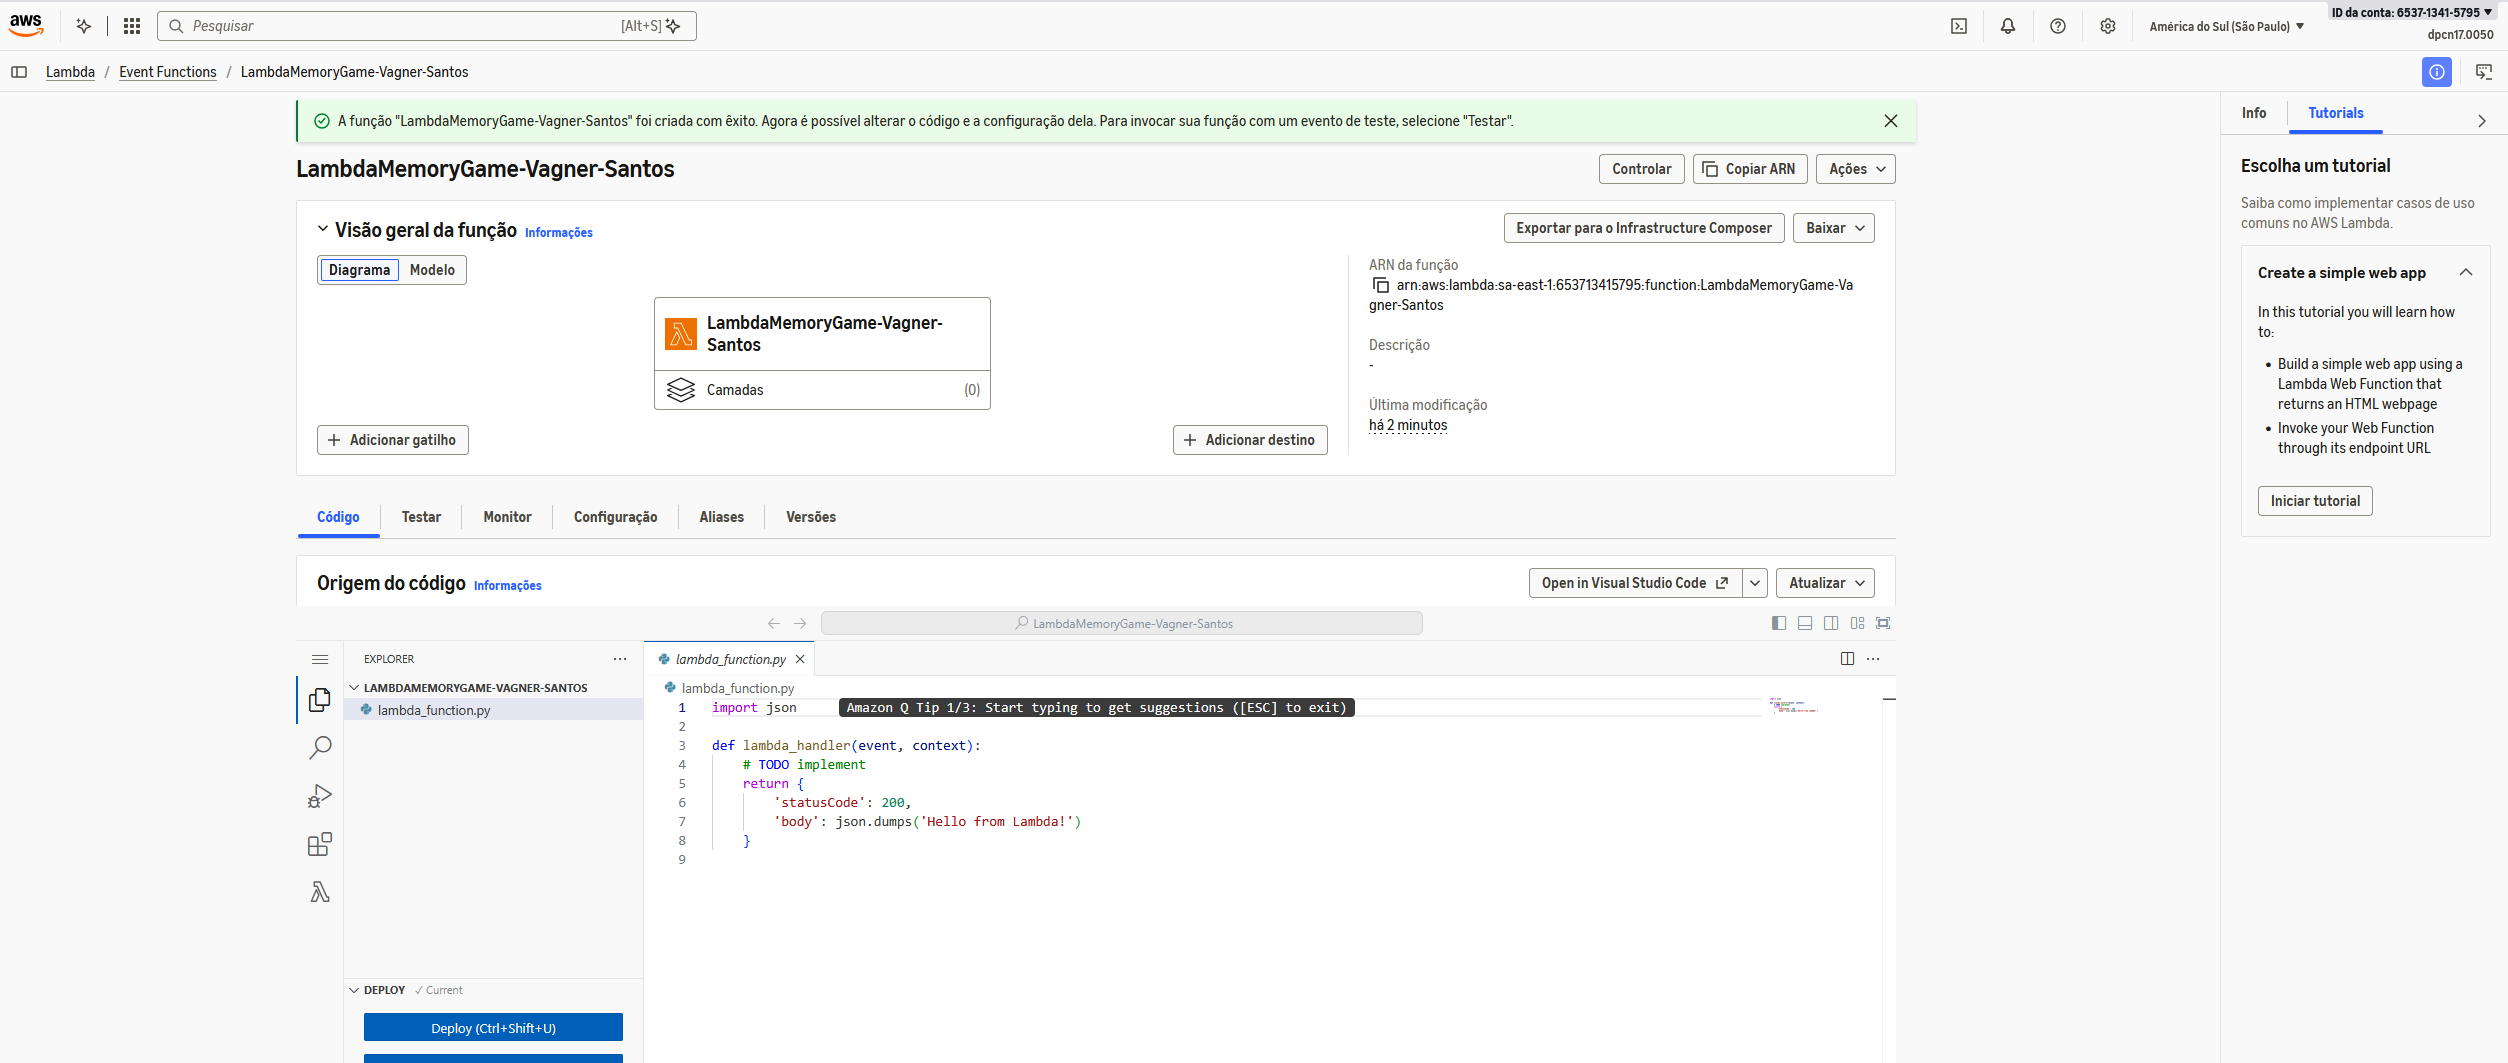 aws
Pesquisar
[Alt+S]
América do Sul (São Paulo)
ID da conta: 6537-1341-5795
dpcn17.0050
Lambda / Event Functions / LambdaMemoryGame-Vagner-Santos
A função "LambdaMemoryGame-Vagner-Santos" foi criada com êxito. Agora é possível alterar o código e a configuração dela. Para invocar sua função com um evento de teste, selecione "Testar".
LambdaMemoryGame-Vagner-Santos
Controlar
Copiar ARN
Ações
Visão geral da função Informações
Exportar para o Infrastructure Composer
Baixar
Diagrama
Modelo
LambdaMemoryGame-Vagner-
Santos
Camadas (0)
+ Adicionar gatilho
+ Adicionar destino
ARN da função
arn:aws:lambda:sa-east-1:653713415795:function:LambdaMemoryGame-Va
gner-Santos
Descrição
-
Última modificação
há 2 minutos
Código
Testar
Monitor
Configuração
Aliases
Versões
Origem do código Informações
Open in Visual Studio Code
Atualizar
LambdaMemoryGame-Vagner-Santos
EXPLORER
LAMBDAMEMORYGAME-VAGNER-SANTOS
lambda_function.py
DEPLOY ✓ Current
Deploy (Ctrl+Shift+U)
lambda_function.py
lambda_function.py
1 import json Amazon Q Tip 1/3: Start typing to get suggestions ([ESC] to exit)
2
3 def lambda_handler(event, context):
4 # TODO implement
5 return {
6 'statusCode': 200,
7 'body': json.dumps('Hello from Lambda!')
8 }
9
Info
Tutorials
Escolha um tutorial
Saiba como implementar casos de uso
comuns no AWS Lambda.
Create a simple web app
In this tutorial you will learn how
to:
• Build a simple web app using a
Lambda Web Function that
returns an HTML webpage
• Invoke your Web Function
through its endpoint URL
Iniciar tutorial